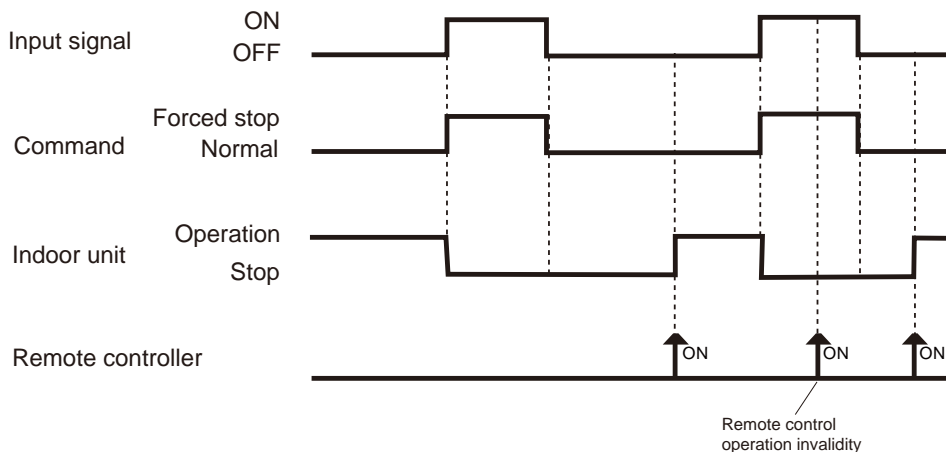 ON
Input signal
OFF
Forced stop
Command
Normal
Operation
Indoor unit
Stop
Remote controller
ON
ON
ON
Remote control
operation invalidity